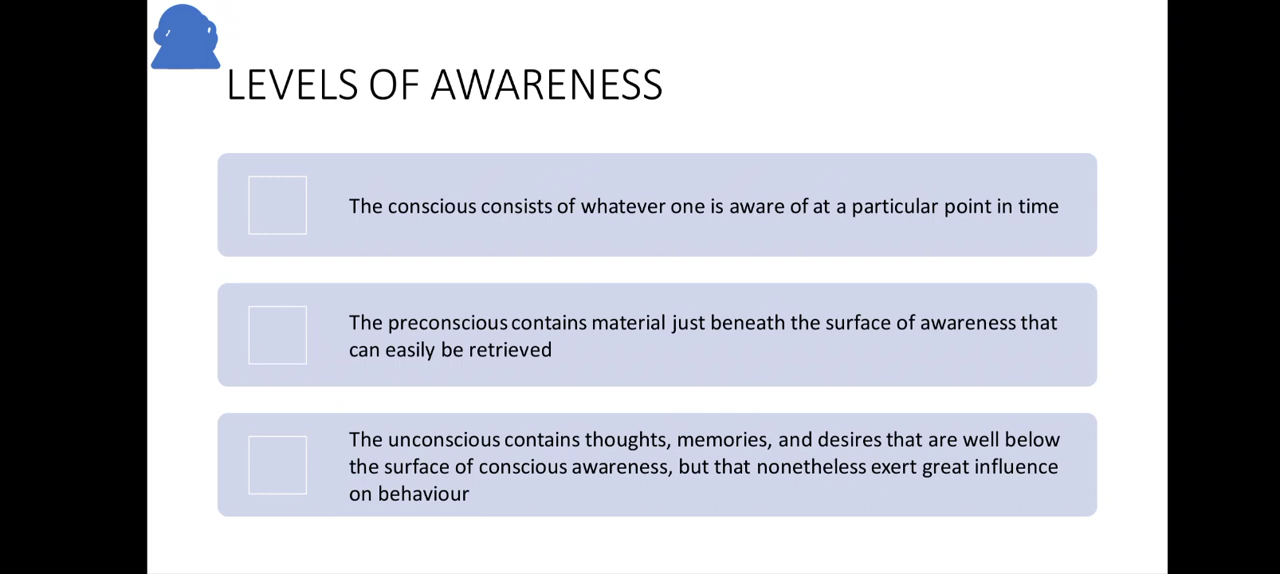 LEVELS OF AWARENESS
The conscious consists of whatever one is aware of at a particular point in time
The preconscious contains material just beneath the surface of awareness that
can easily be retrieved
The unconscious contains thoughts, memories, and desires that are well below
the surface of conscious awareness, but that nonetheless exert great influence
on behaviour